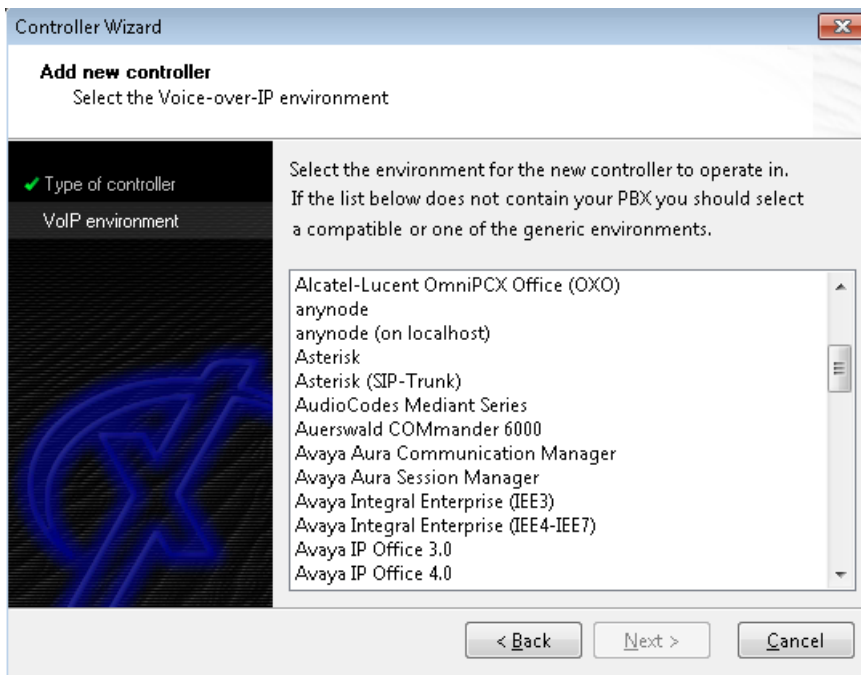 Controller Wizard
Add new controller
Select the Voice-over-IP environment
Type of controller
VoIP environment
Select the environment for the new controller to operate in.
If the list below does not contain your PBX you should select
a compatible or one of the generic environments.
Alcatel-Lucent OmniPCX Office (OXO)
anynode
anynode (on localhost)
Asterisk
Asterisk (SIP-Trunk)
AudioCodes Mediant Series
Auerswald COMmander 6000
Avaya Aura Communication Manager
Avaya Aura Session Manager
Avaya Integral Enterprise (IEE3)
Avaya Integral Enterprise (IEE4-IEE7)
Avaya IP Office 3.0
Avaya IP Office 4.0
< Back
Next >
Cancel